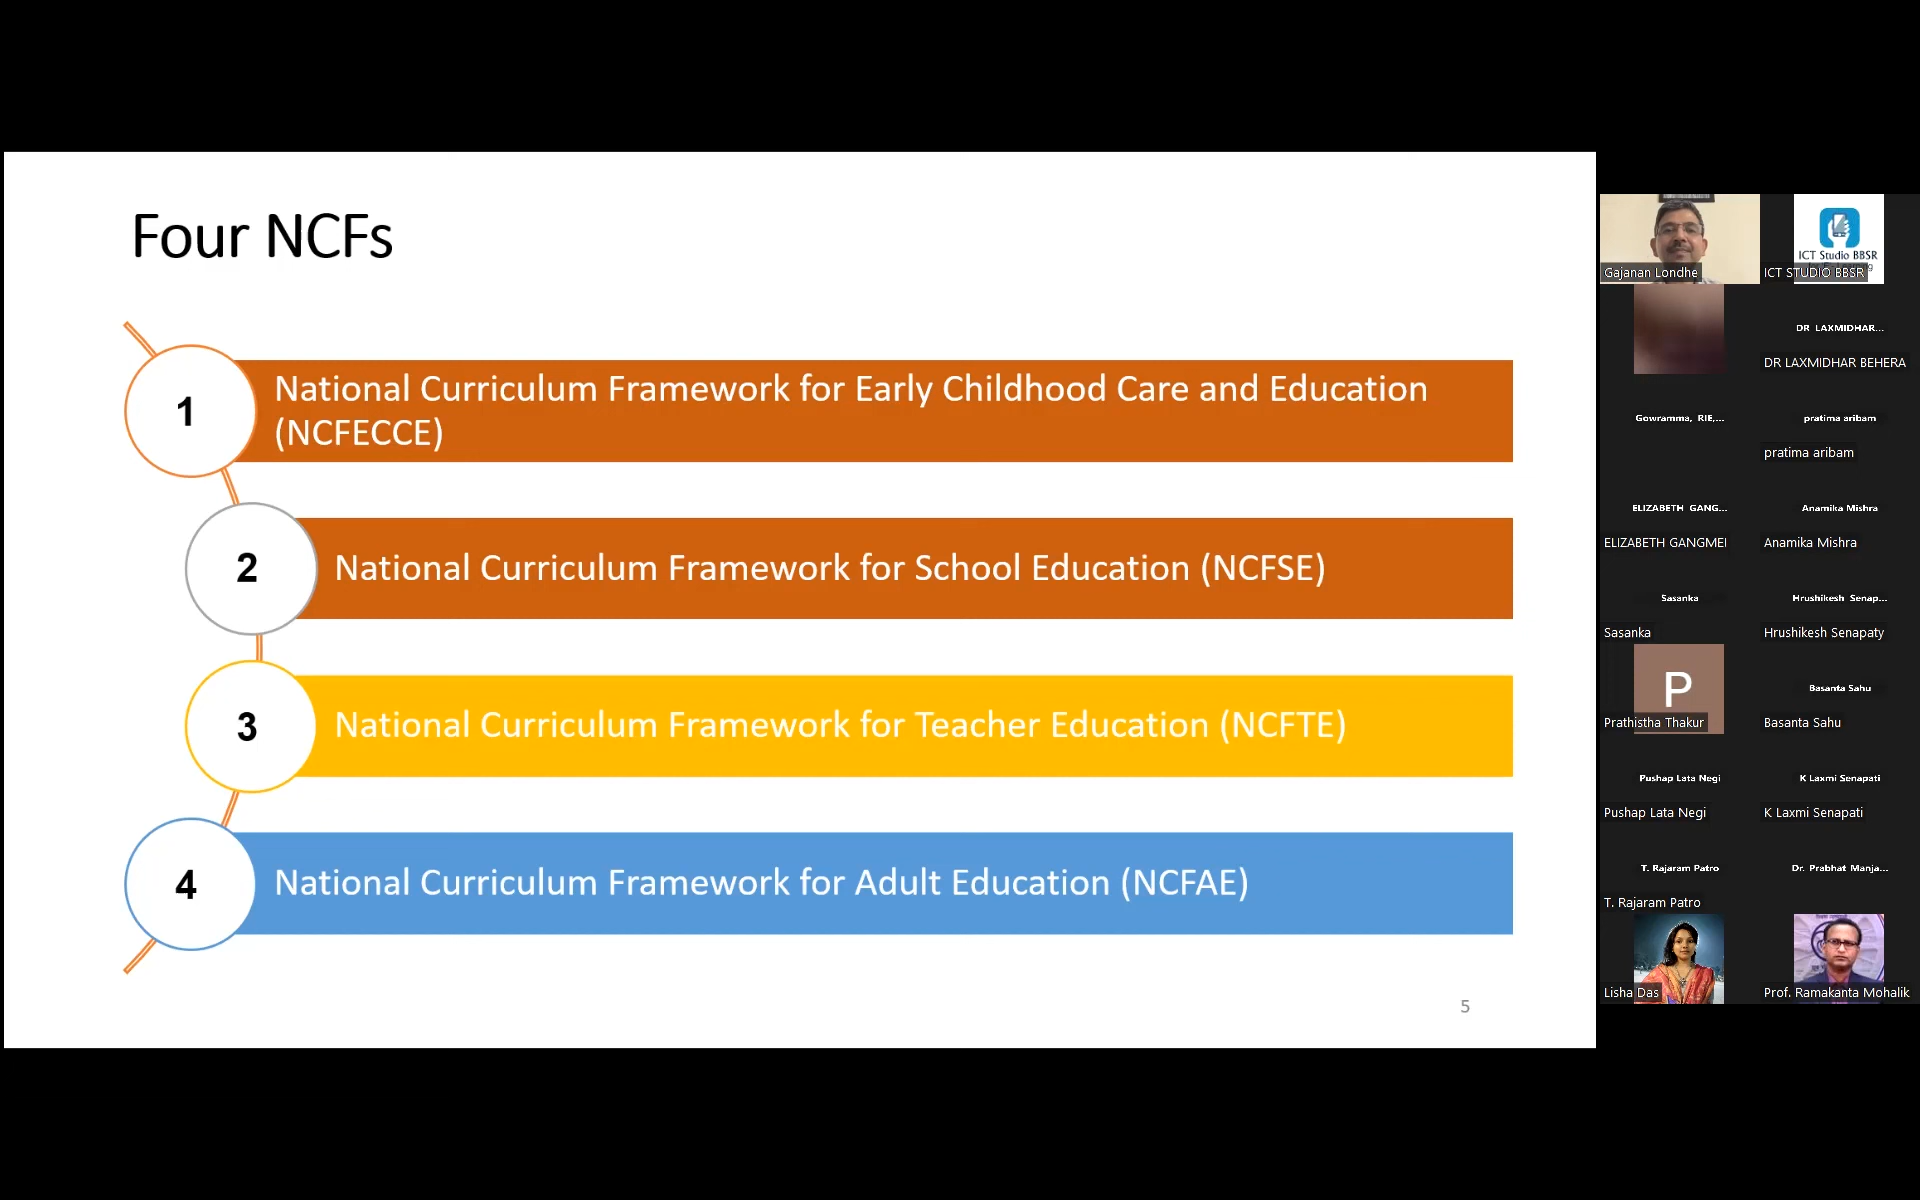 Four NCFs
1
National Curriculum Framework for Early Childhood Care and Education
(NCFECCE)
2
National Curriculum Framework for School Education (NCFSE)
3
National Curriculum Framework for Teacher Education (NCFTE)
4
National Curriculum Framework for Adult Education (NCFAE)
5
Gajanan Londhe
ICT Studio BBSR
ICT STUDIO BBSR
DR LAXMIDHAR...
DR LAXMIDHAR BEHERA
Gowramma, RIE,...
pratima aribam
pratima aribam
ELIZABETH GANG...
ELIZABETH GANGMEI
Anamika Mishra
Anamika Mishra
Sasanka
Sasanka
Hrushikesh Senap...
Hrushikesh Senapaty
P
Prathistha Thakur
Basanta Sahu
Basanta Sahu
Pushap Lata Negi
Pushap Lata Negi
K Laxmi Senapati
K Laxmi Senapati
T. Rajaram Patro
T. Rajaram Patro
Dr. Prabhat Manja...
Lisha Das
Prof. Ramakanta Mohalik